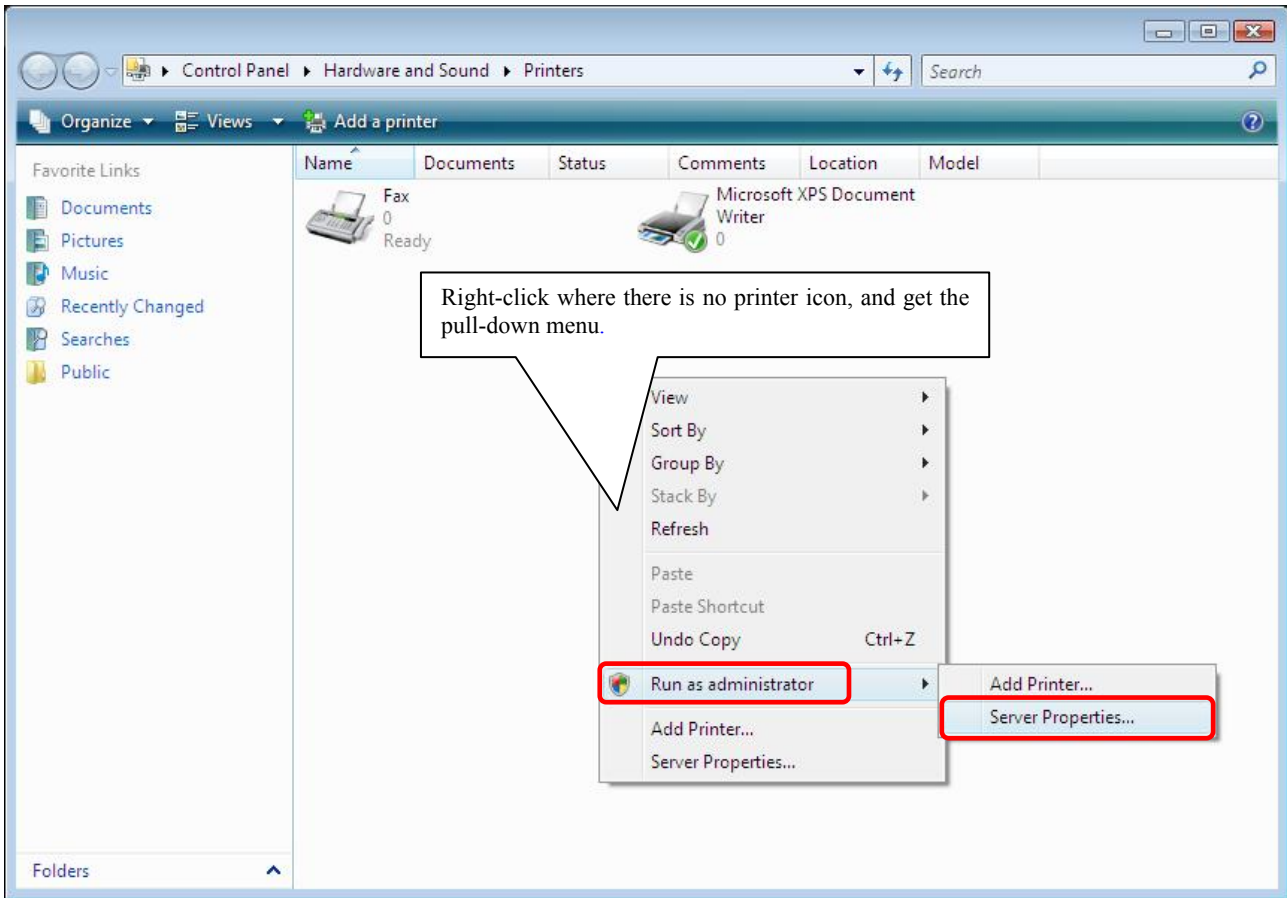 Control Panel Hardware and Sound Printers Search
Organize Views Add a printer
Favorite Links
Documents
Pictures
Music
Recently Changed
Searches
Public
Folders
Name Documents Status Comments Location Model
Fax
0
Ready
Microsoft XPS Document
Writer
0
Right-click where there is no printer icon, and get the
pull-down menu.
View
Sort By
Group By
Stack By
Refresh
Paste
Paste Shortcut
Undo Copy Ctrl+Z
Run as administrator
Add Printer...
Server Properties...
Add Printer...
Server Properties...